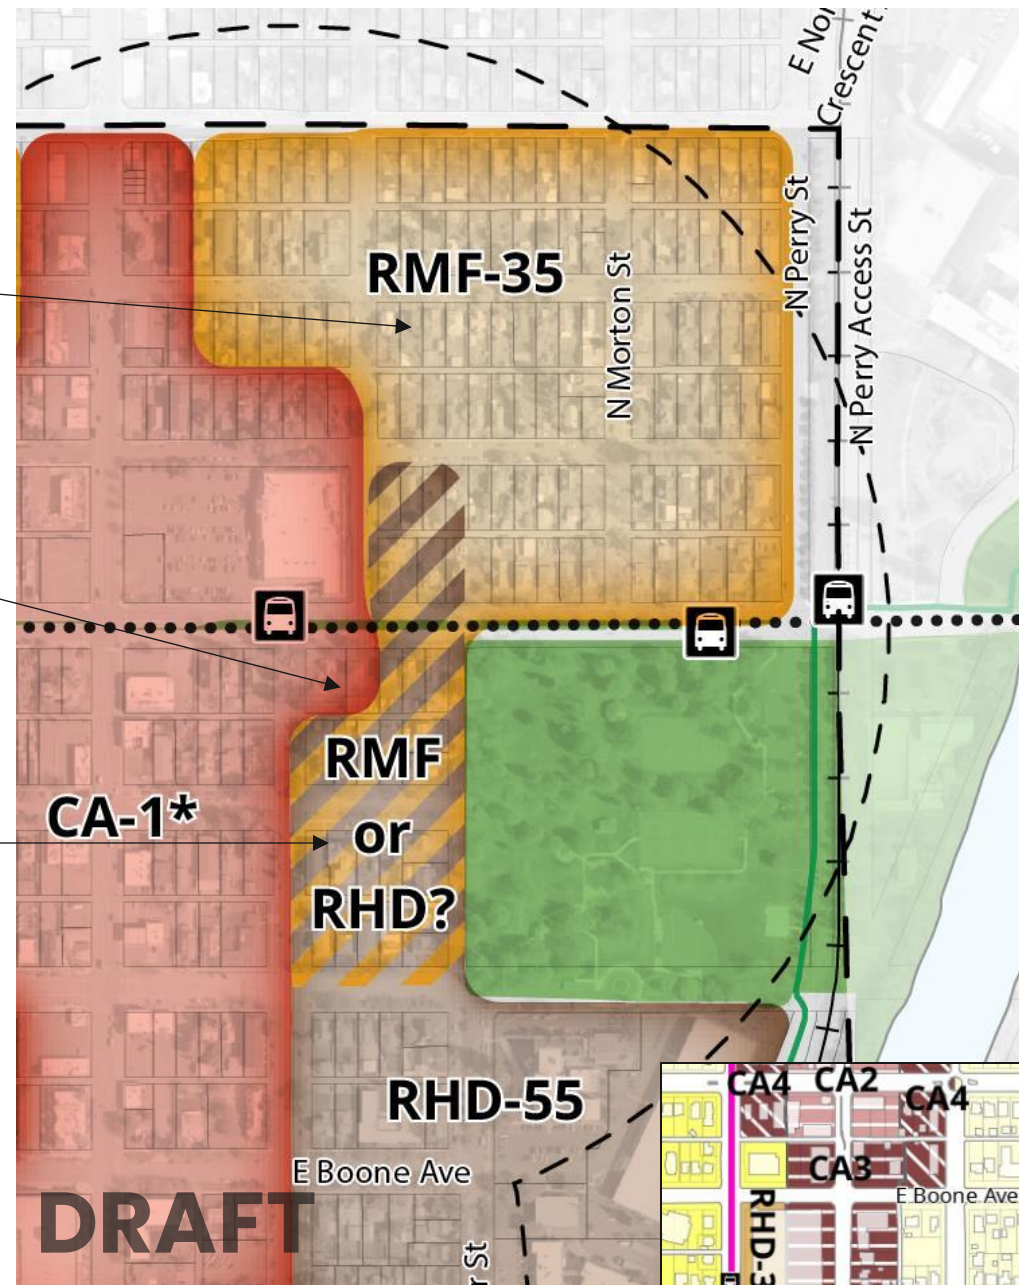 E Nor
Crescent
RMF-35
N Morton St
N Perry St
N Perry Access St
RMF
or
RHD?
CA-1*
RHD-55
E Boone Ave
DRAFT
r St
CA4
CA2
CA4
CA3
E Boone Ave
RHD-3